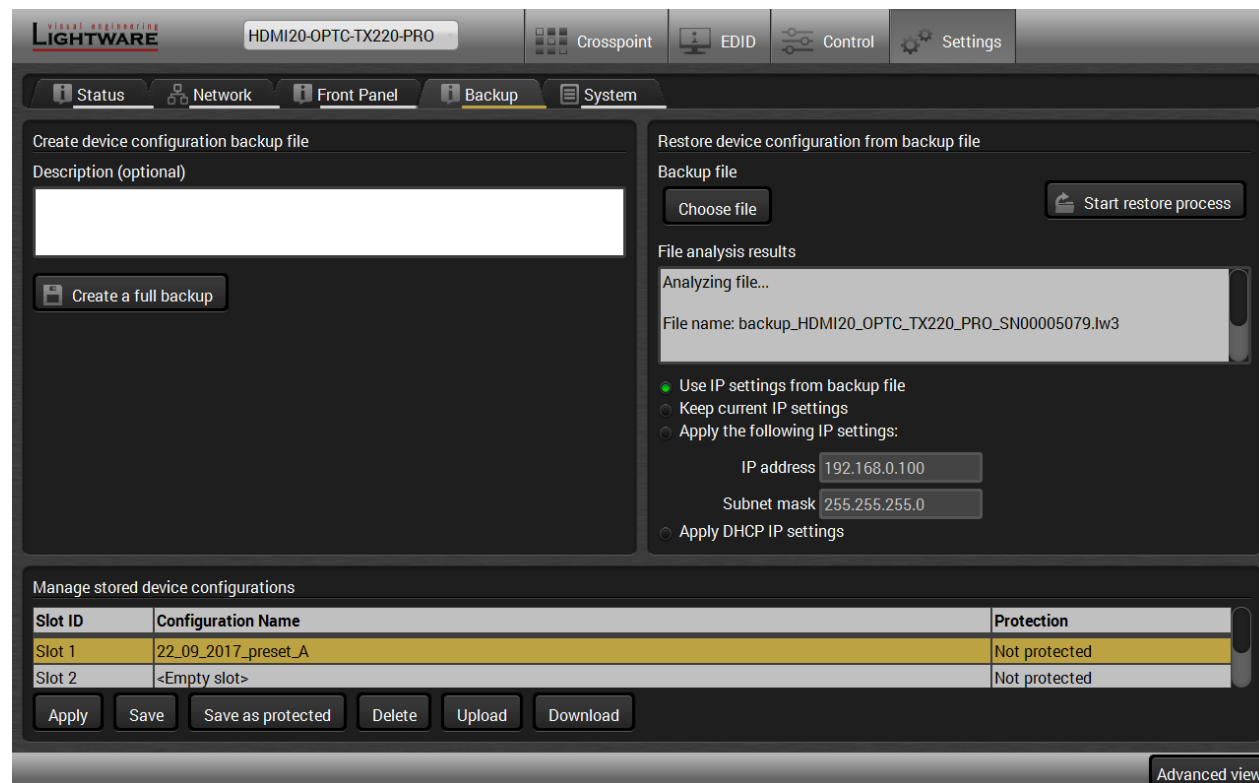 visual engineering
LIGHTWARE
HDMI20-OPTC-TX220-PRO
Crosspoint
EDID
Control
Settings
Status
Network
Front Panel
Backup
System
Create device configuration backup file
Description (optional)
Create a full backup
Restore device configuration from backup file
Backup file
Choose file
Start restore process
File analysis results
Analyzing file...
File name: backup_HDMI20_OPTC_TX220_PRO_SN00005079.lw3
Use IP settings from backup file
Keep current IP settings
Apply the following IP settings:
IP address 192.168.0.100
Subnet mask 255.255.255.0
Apply DHCP IP settings
Manage stored device configurations
Slot ID Configuration Name Protection
Slot 1 22_09_2017_preset_A Not protected
Slot 2 <Empty slot> Not protected
Apply Save Save as protected Delete Upload Download
Advanced view